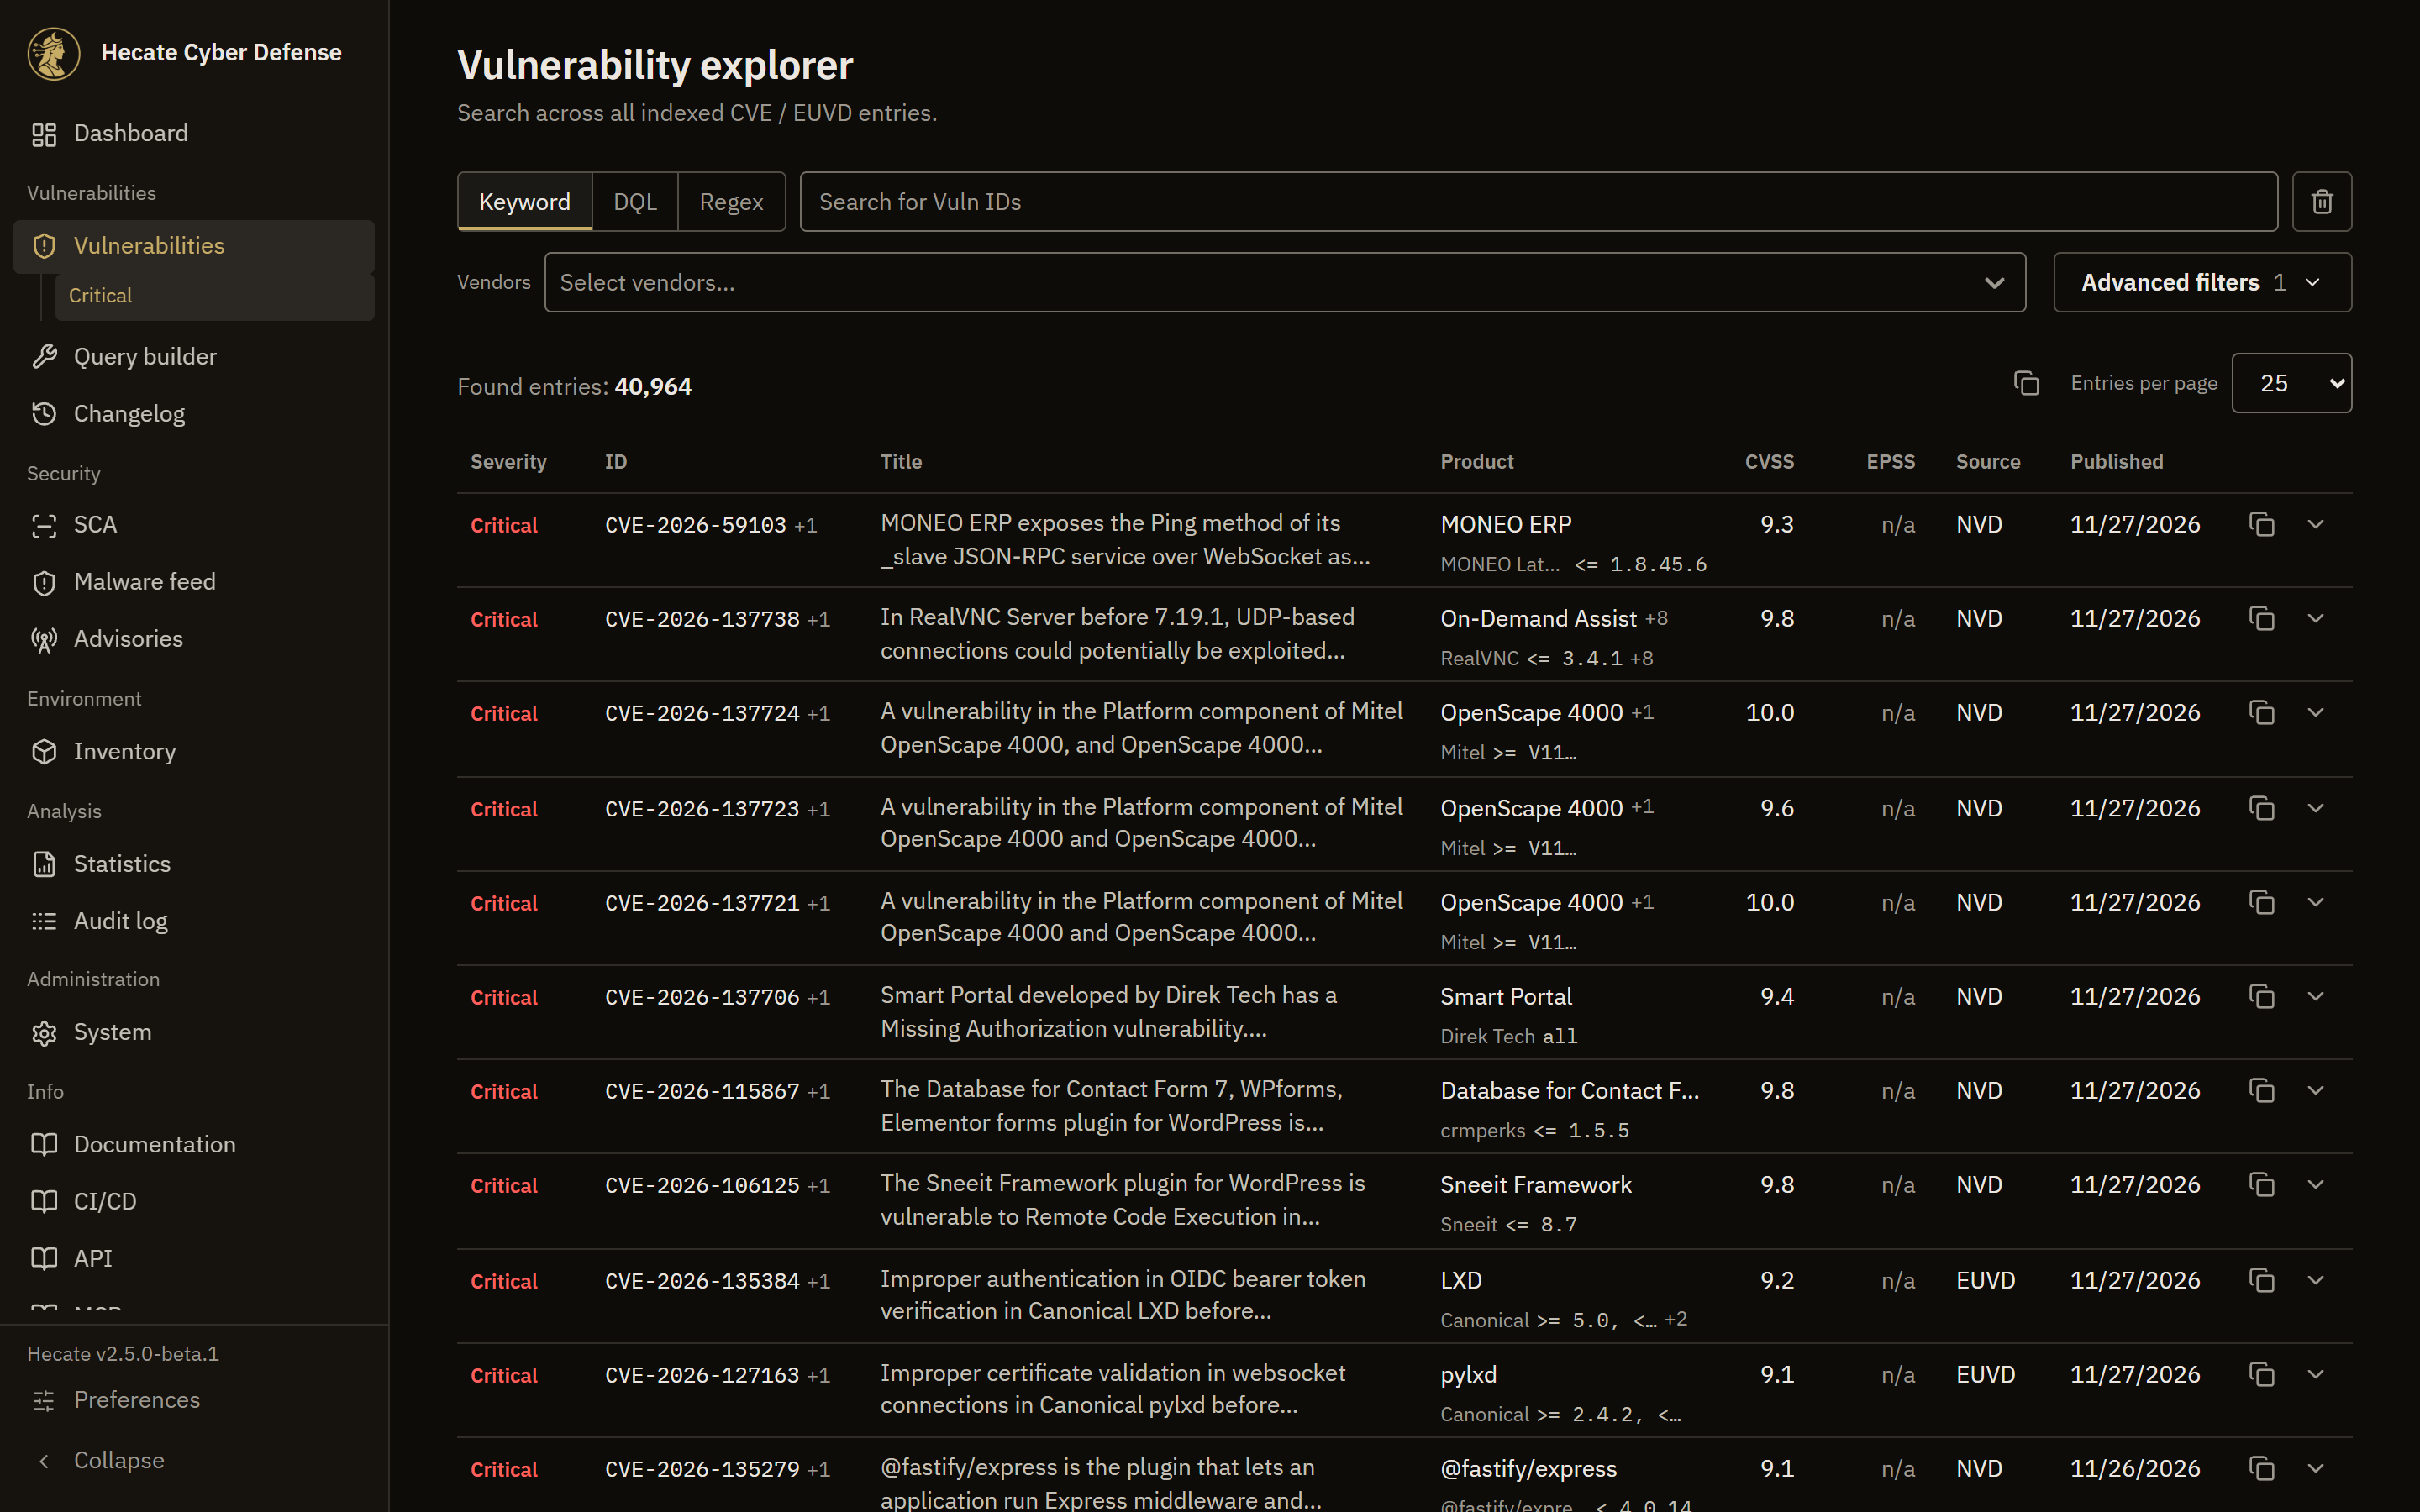 Hecate Cyber Defense
Dashboard
Vulnerabilities
Vulnerabilities
Critical
Query builder
Changelog
Security
SCA
Malware feed
Advisories
Environment
Inventory
Analysis
Statistics
Audit log
Administration
System
Info
Documentation
CI/CD
API
MCP
Hecate v2.5.0-beta.1
Preferences
Collapse
Vulnerability explorer
Search across all indexed CVE / EUVD entries.
Keyword DQL Regex Search for Vuln IDs
Vendors Select vendors... Advanced filters 1
Found entries: 40,964 Entries per page 25
Severity ID Title Product CVSS EPSS Source Published
Critical CVE-2026-59103 +1 MONEO ERP exposes the Ping method of its MONEO ERP 9.3 n/a NVD 11/27/2026
_slave JSON-RPC service over WebSocket as... MONEO Lat... <= 1.8.45.6
Critical CVE-2026-137738 +1 In RealVNC Server before 7.19.1, UDP-based On-Demand Assist +8 9.8 n/a NVD 11/27/2026
connections could potentially be exploited... RealVNC <= 3.4.1 +8
Critical CVE-2026-137724 +1 A vulnerability in the Platform component of Mitel OpenScape 4000 +1 10.0 n/a NVD 11/27/2026
OpenScape 4000, and OpenScape 4000... Mitel >= V11...
Critical CVE-2026-137723 +1 A vulnerability in the Platform component of Mitel OpenScape 4000 +1 9.6 n/a NVD 11/27/2026
OpenScape 4000 and OpenScape 4000... Mitel >= V11...
Critical CVE-2026-137721 +1 A vulnerability in the Platform component of Mitel OpenScape 4000 +1 10.0 n/a NVD 11/27/2026
OpenScape 4000 and OpenScape 4000... Mitel >= V11...
Critical CVE-2026-137706 +1 Smart Portal developed by Direk Tech has a Smart Portal 9.4 n/a NVD 11/27/2026
Missing Authorization vulnerability.... Direk Tech all
Critical CVE-2026-115867 +1 The Database for Contact Form 7, WPforms, Database for Contact F... 9.8 n/a NVD 11/27/2026
Elementor forms plugin for WordPress is... crmperks <= 1.5.5
Critical CVE-2026-106125 +1 The Sneeit Framework plugin for WordPress is Sneeit Framework 9.8 n/a NVD 11/27/2026
vulnerable to Remote Code Execution in... Sneeit <= 8.7
Critical CVE-2026-135384 +1 Improper authentication in OIDC bearer token LXD 9.2 n/a EUVD 11/27/2026
verification in Canonical LXD before... Canonical >= 5.0, <... +2
Critical CVE-2026-127163 +1 Improper certificate validation in websocket pylxd 9.1 n/a EUVD 11/27/2026
connections in Canonical pylxd before... Canonical >= 2.4.2, <...
Critical CVE-2026-135279 +1 @fastify/express is the plugin that lets an @fastify/express 9.1 n/a NVD 11/26/2026
application run Express middleware and... @fastify/expre... < 4.0.14